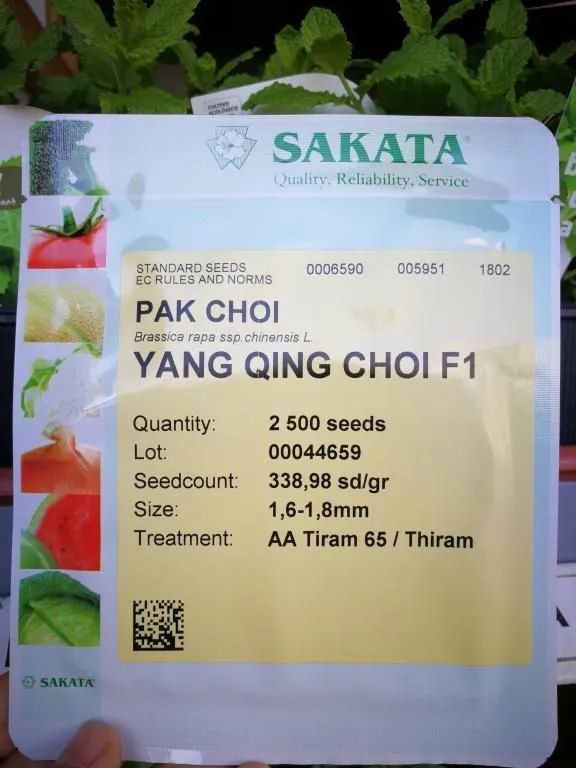 CULTIVO
ECOLÓGICO
SAKATA®
Quality, Reliability, Service
STANDARD SEEDS
EC RULES AND NORMS
0006590 005951 1802
PAK CHOI
Brassica rapa ssp.chinensis L.
YANG QING CHOI F1
Quantity: 2 500 seeds
Lot: 00044659
Seedcount: 338,98 sd/gr
Size: 1,6-1,8mm
Treatment: AA Tiram 65 / Thiram
SAKATA®